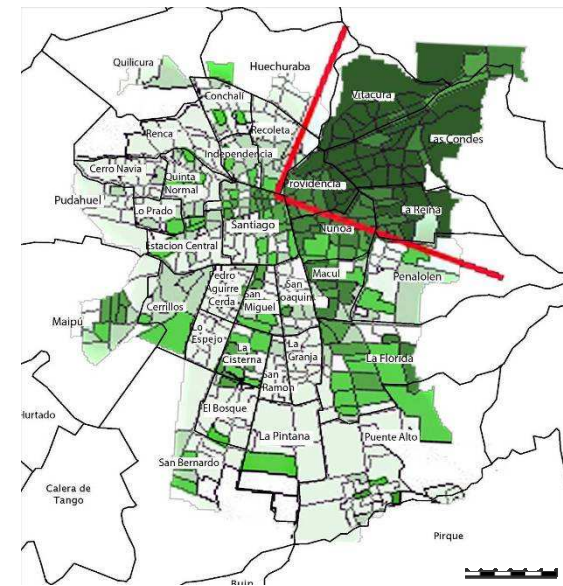 Quilicura
Huechuraba
Conchalí
Vitacura
Renca
Recoleta
Las Condes
Independencia
Cerro Navia
Quinta
Normal
Providencia
Pudahuel
Lo Prado
La Reina
Santiago
Ñuñoa
Estacion Central
Macul
Penalolen
Pedro
Aguirre
Cerda
San
Joaquin
San
Miguel
Cerrillos
Maipú
Lo
Espejo
La
Cisterna
La
Granja
La Florida
San
Ramon
El Bosque
Hurtado
La Pintana
Puente Alto
San Bernardo
Calera de
Tango
Pirque